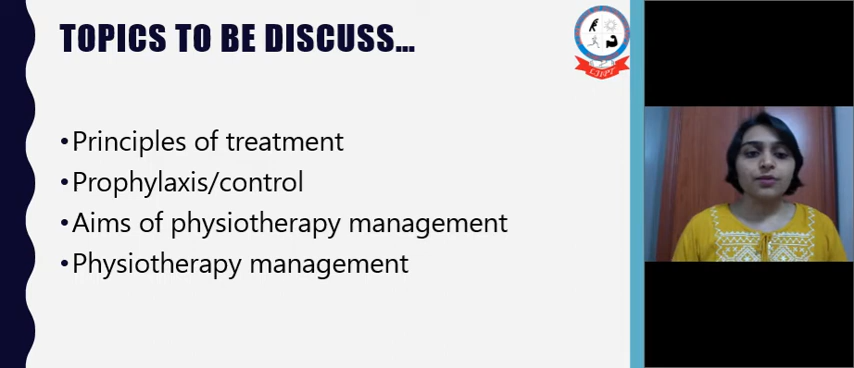 TOPICS TO BE DISCUSS...
•Principles of treatment
•Prophylaxis/control
•Aims of physiotherapy management
•Physiotherapy management